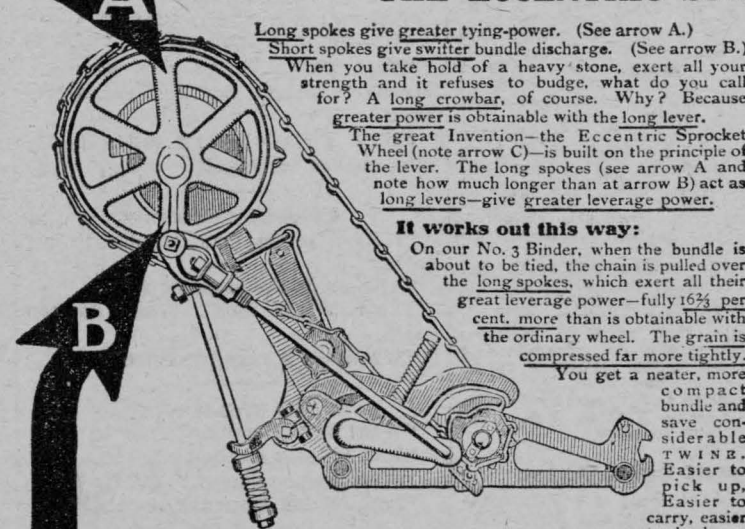 A
Long spokes give greater tying-power. (See arrow A.)
Short spokes give swifter bundle discharge. (See arrow B.)
When you take hold of a heavy stone, exert all your
strength and it refuses to budge, what do you call
for? A long crowbar, of course. Why? Because
greater power is obtainable with the long lever.
The great Invention—the Eccentric Sprocket
Wheel (note arrow C)—is built on the principle of
the lever. The long spokes (see arrow A and
note how much longer than at arrow B) act as
long levers—give greater leverage power.
It works out this way:
On our No. 3 Binder, when the bundle is
about to be tied, the chain is pulled over
the long spokes, which exert all their
great leverage power—fully 16⅔ per
cent. more than is obtainable with
the ordinary wheel. The grain is
compressed far more tightly.
You get a neater, more
compact
bundle and
save con-
siderable
TWINE.
Easier to
pick up,
Easier to
carry, easier
B